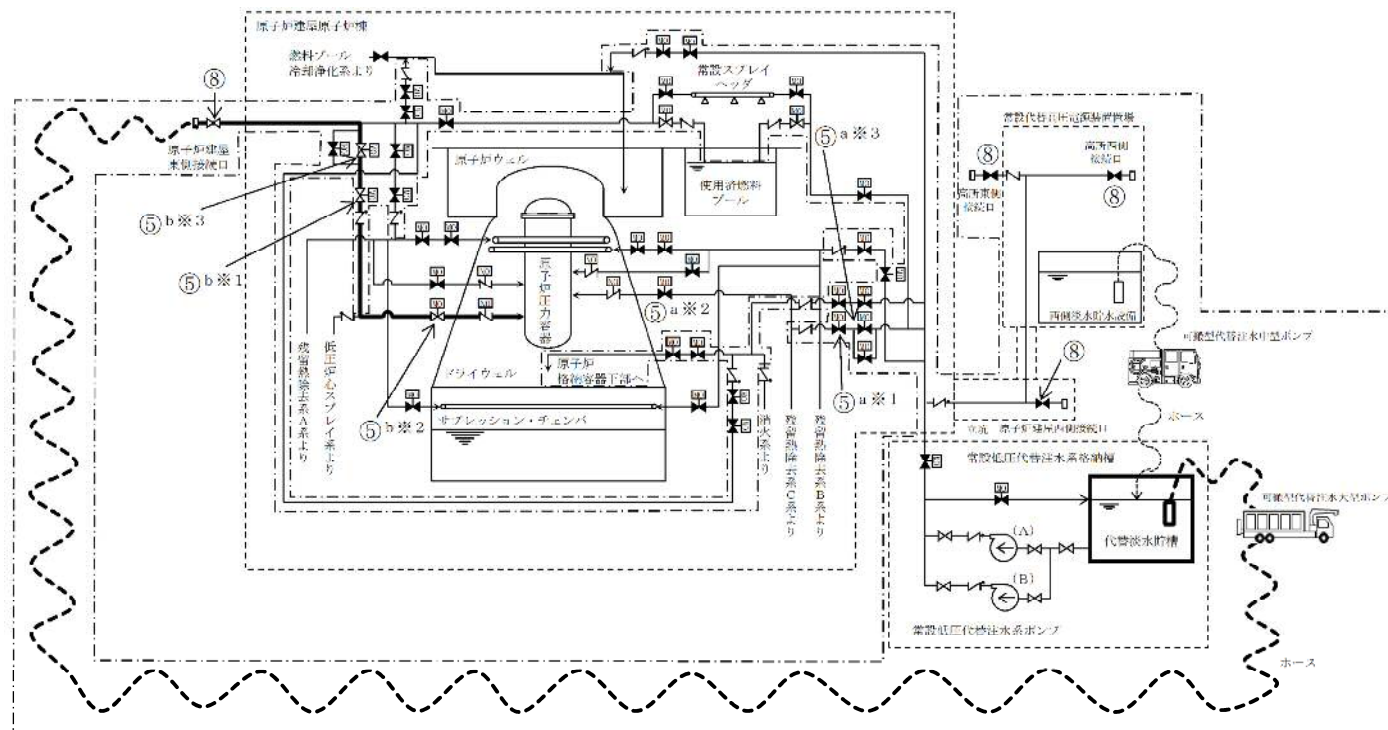 原子炉建屋原子炉棟
燃料プール
冷却浄化系より
常設スプレイ
ヘッダ
⑧
⑤a※3
常設代替高圧電源装置置場
⑧
高所西側
接続口
⑧
高所東側
接続口
原子炉建屋
東側接続口
原子炉ウェル
使用済燃料
プール
⑤b※3
⑤b※1
原子炉圧力容器
⑤a※2
西側淡水貯水設備
可搬型代替注水中型ポンプ
残留熱除去系A系より
低圧炉心スプレイ系より
ドライウェル
原子炉
格納容器下部へ
⑤a※1
⑧
ホース
サプレッション・チェンバ
⑤b※2
消火系より
残留熱除去系C系より
残留熱除去系B系より
立坑
原子炉建屋西側接続口
常設低圧代替注水系格納槽
可搬型代替注水大型ポンプ
(A)
代替淡水貯槽
(B)
常設低圧代替注水系ポンプ
ホース